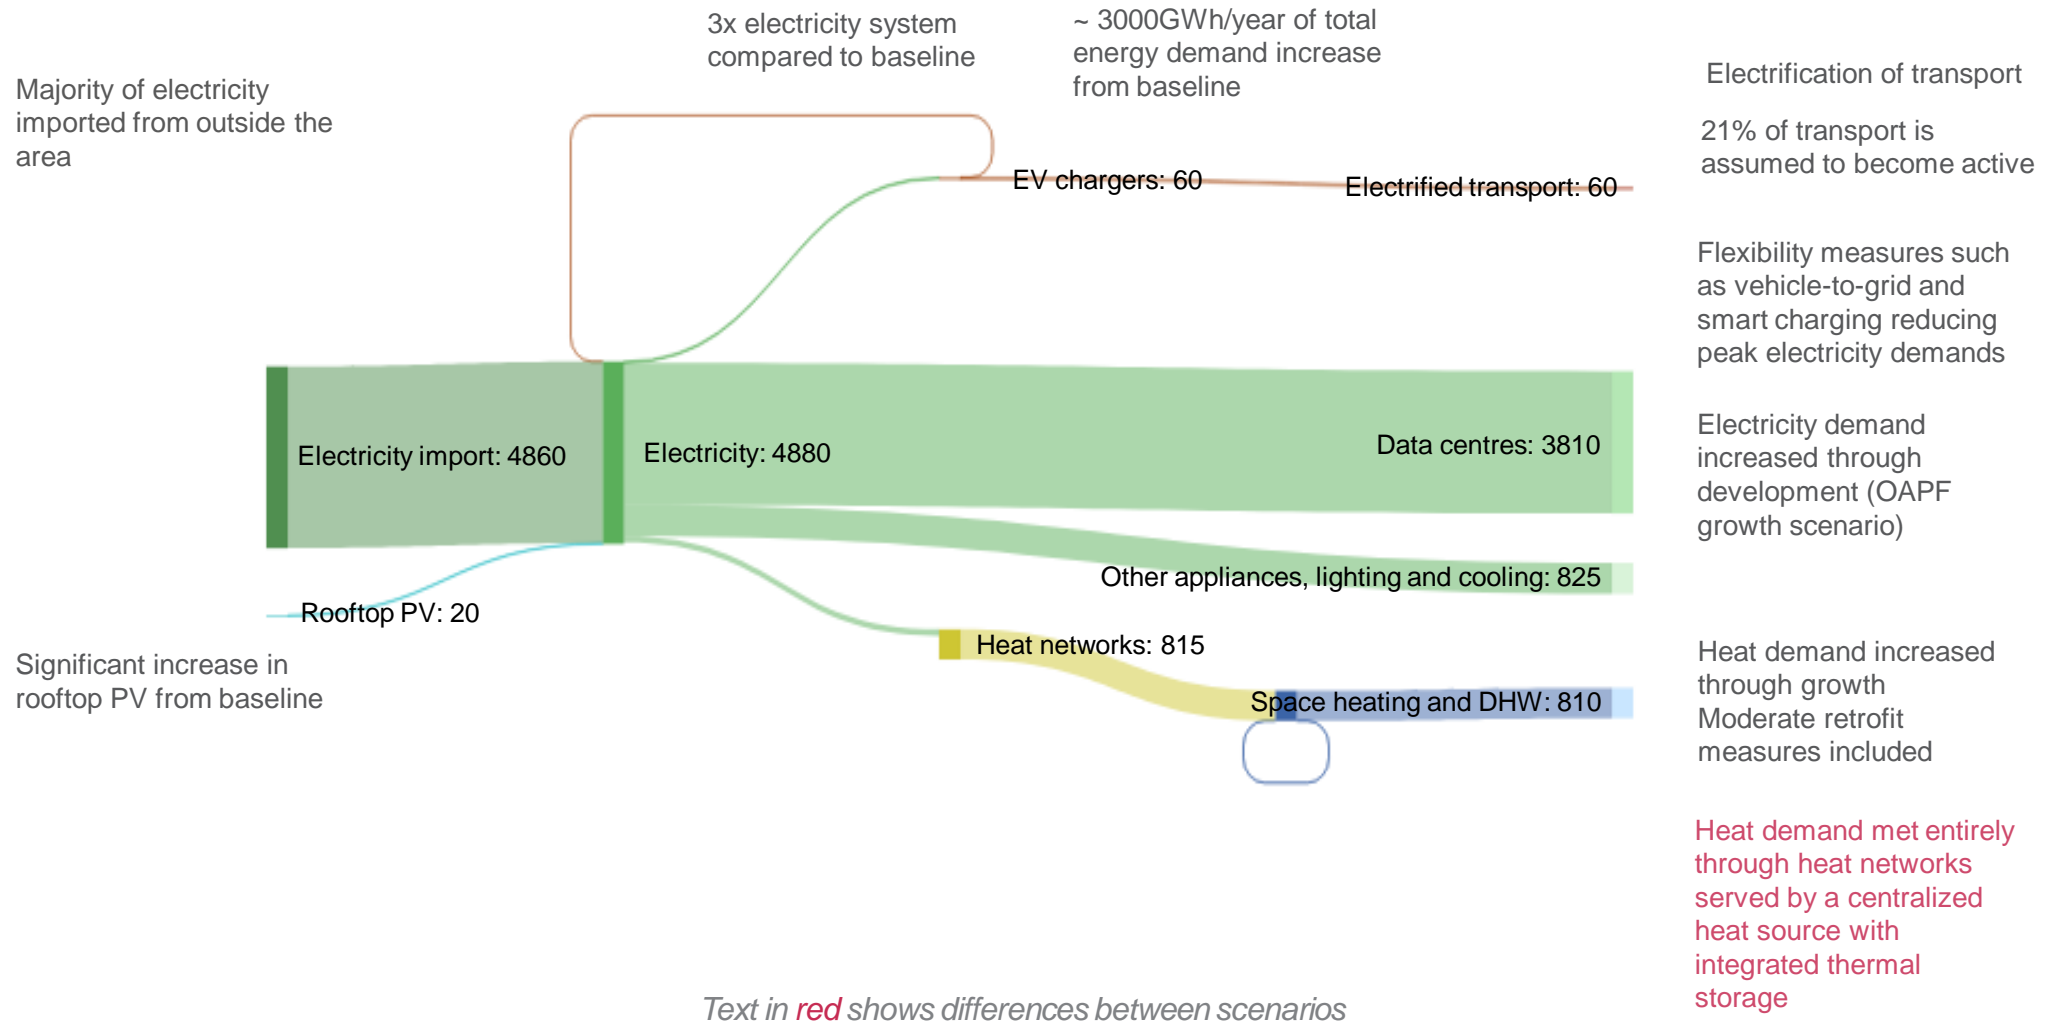 3x electricity system
compared to baseline
~ 3000GWh/year of total
energy demand increase
from baseline
Majority of electricity
imported from outside the
area
Electrification of transport
21% of transport is
assumed to become active
EV chargers: 60
Electrified transport: 60
Flexibility measures such
as vehicle-to-grid and
smart charging reducing
peak electricity demands
Electricity import: 4860
Electricity: 4880
Data centres: 3810
Electricity demand
increased through
development (OAPF
growth scenario)
Other appliances, lighting and cooling: 825
Rooftop PV: 20
Heat networks: 815
Significant increase in
rooftop PV from baseline
Space heating and DHW: 810
Heat demand increased
through growth
Moderate retrofit
measures included
Heat demand met entirely
through heat networks
served by a centralized
heat source with
integrated thermal
storage
Text in red shows differences between scenarios